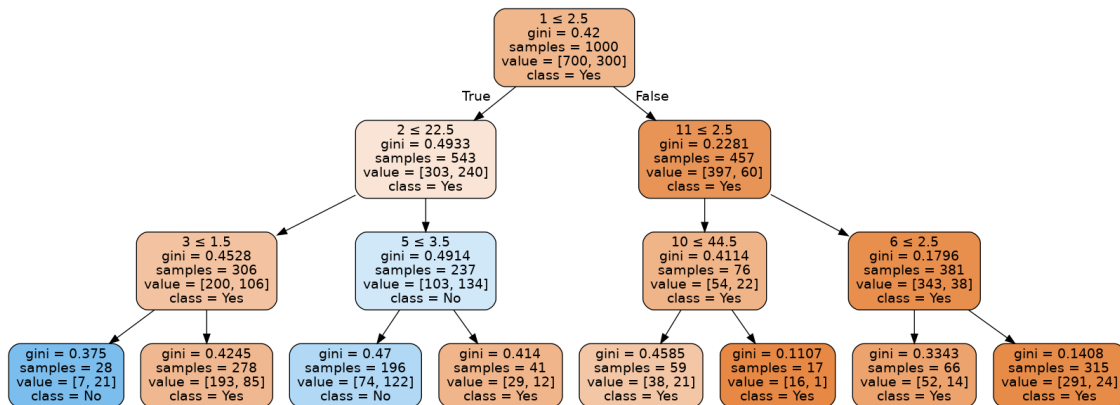 1 ≤ 2.5
gini = 0.42
samples = 1000
value = [700, 300]
class = Yes
True
False
2 ≤ 22.5
gini = 0.4933
samples = 543
value = [303, 240]
class = Yes
11 ≤ 2.5
gini = 0.2281
samples = 457
value = [397, 60]
class = Yes
3 ≤ 1.5
gini = 0.4528
samples = 306
value = [200, 106]
class = Yes
5 ≤ 3.5
gini = 0.4914
samples = 237
value = [103, 134]
class = No
10 ≤ 44.5
gini = 0.4114
samples = 76
value = [54, 22]
class = Yes
6 ≤ 2.5
gini = 0.1796
samples = 381
value = [343, 38]
class = Yes
gini = 0.375
samples = 28
value = [7, 21]
class = No
gini = 0.4245
samples = 278
value = [193, 85]
class = Yes
gini = 0.47
samples = 196
value = [74, 122]
class = No
gini = 0.414
samples = 41
value = [29, 12]
class = Yes
gini = 0.4585
samples = 59
value = [38, 21]
class = Yes
gini = 0.1107
samples = 17
value = [16, 1]
class = Yes
gini = 0.3343
samples = 66
value = [52, 14]
class = Yes
gini = 0.1408
samples = 315
value = [291, 24]
class = Yes